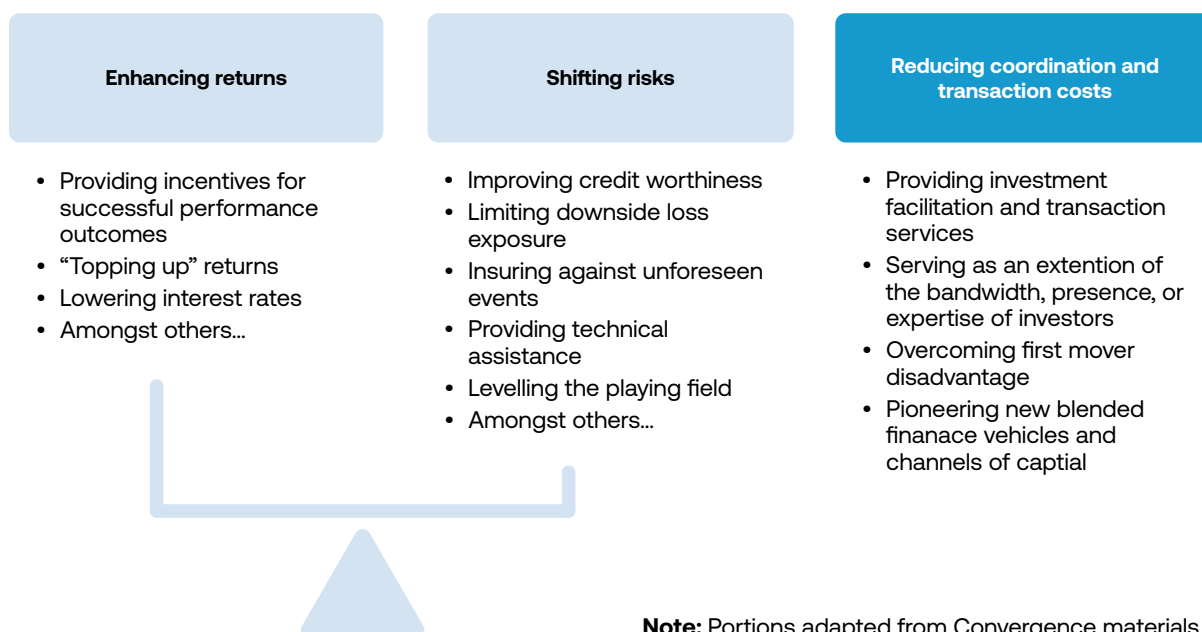 Enhancing returns
• Providing incentives for
successful performance
outcomes
• “Topping up” returns
• Lowering interest rates
• Amongst others...
Shifting risks
• Improving credit worthiness
• Limiting downside loss
exposure
• Insuring against unforeseen
events
• Providing technical
assistance
• Levelling the playing field
• Amongst others...
Reducing coordination and
transaction costs
• Providing investment
facilitation and transaction
services
• Serving as an extention of
the bandwidth, presence, or
expertise of investors
• Overcoming first mover
disadvantage
• Pioneering new blended
finanace vehicles and
channels of captial
Note: Portions adapted from Convergence materials